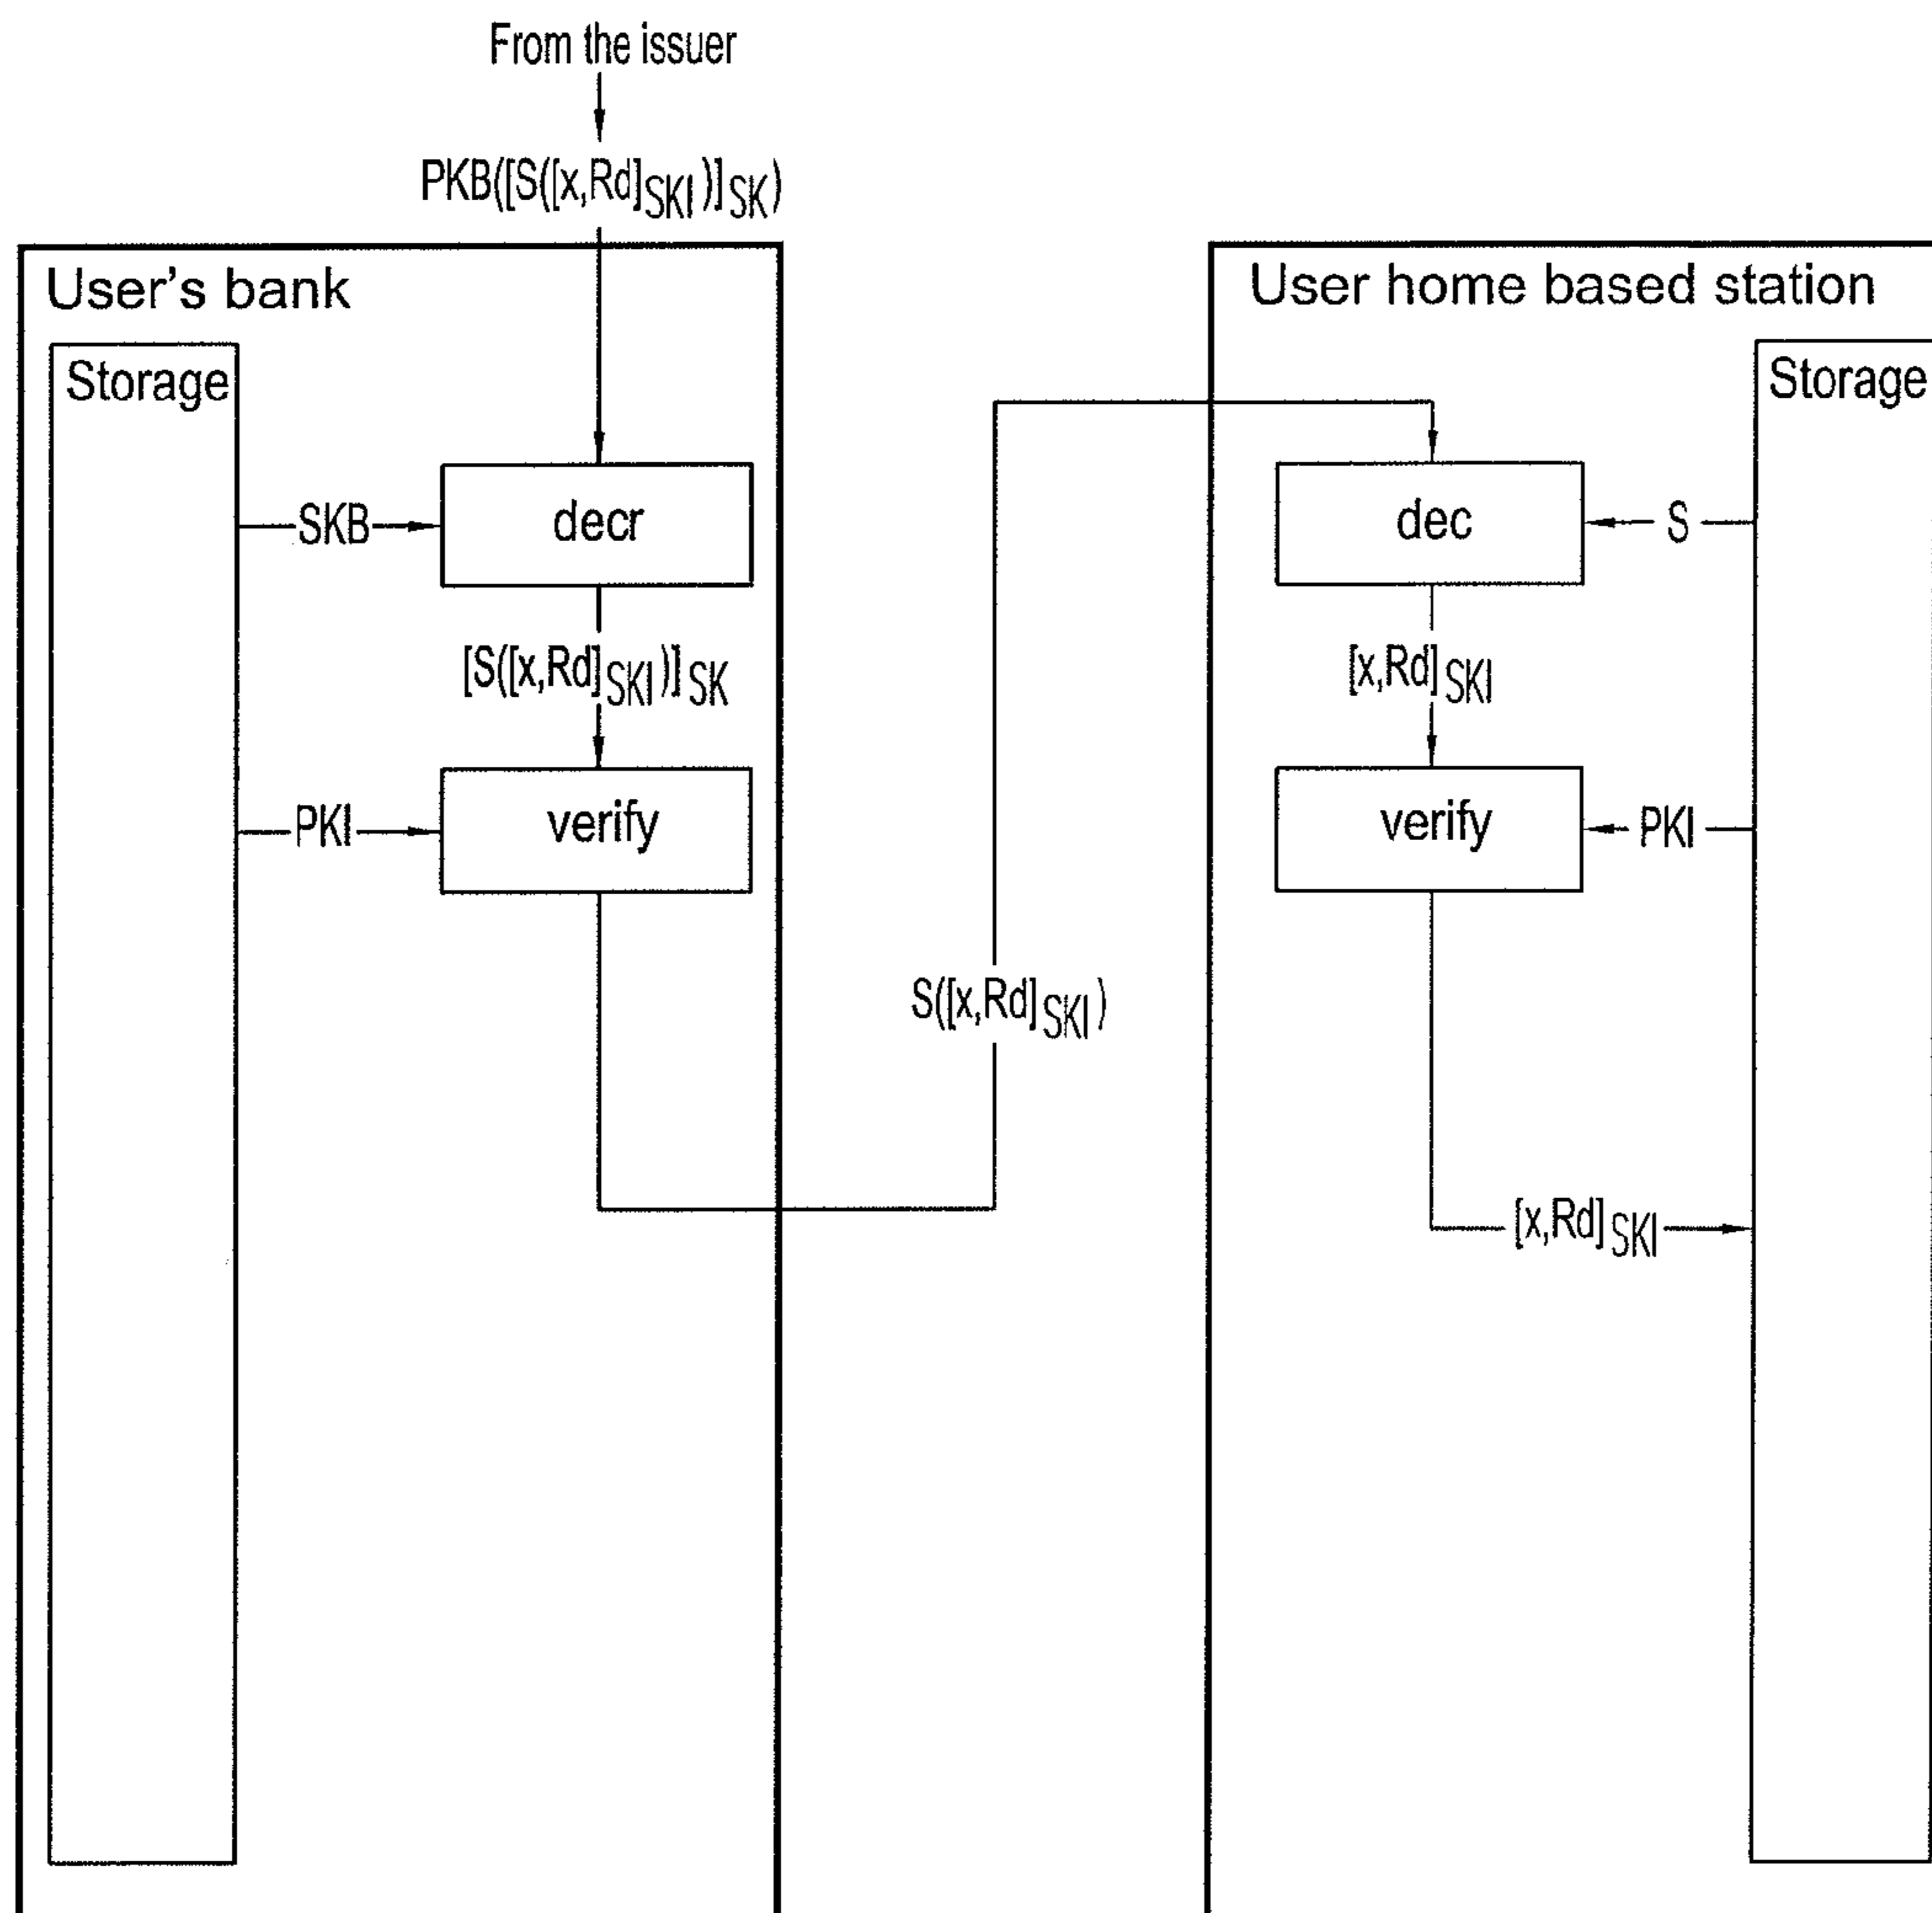 From the issuer
PKB([S([x,Rd]SKI)]SK)
User's bank
Storage
SKB
decr
[S([x,Rd]SKI)]SK
PKI
verify
S([x,Rd]SKI)
User home based station
Storage
dec
S
[x,Rd]SKI
verify
PKI
[x,Rd]SKI